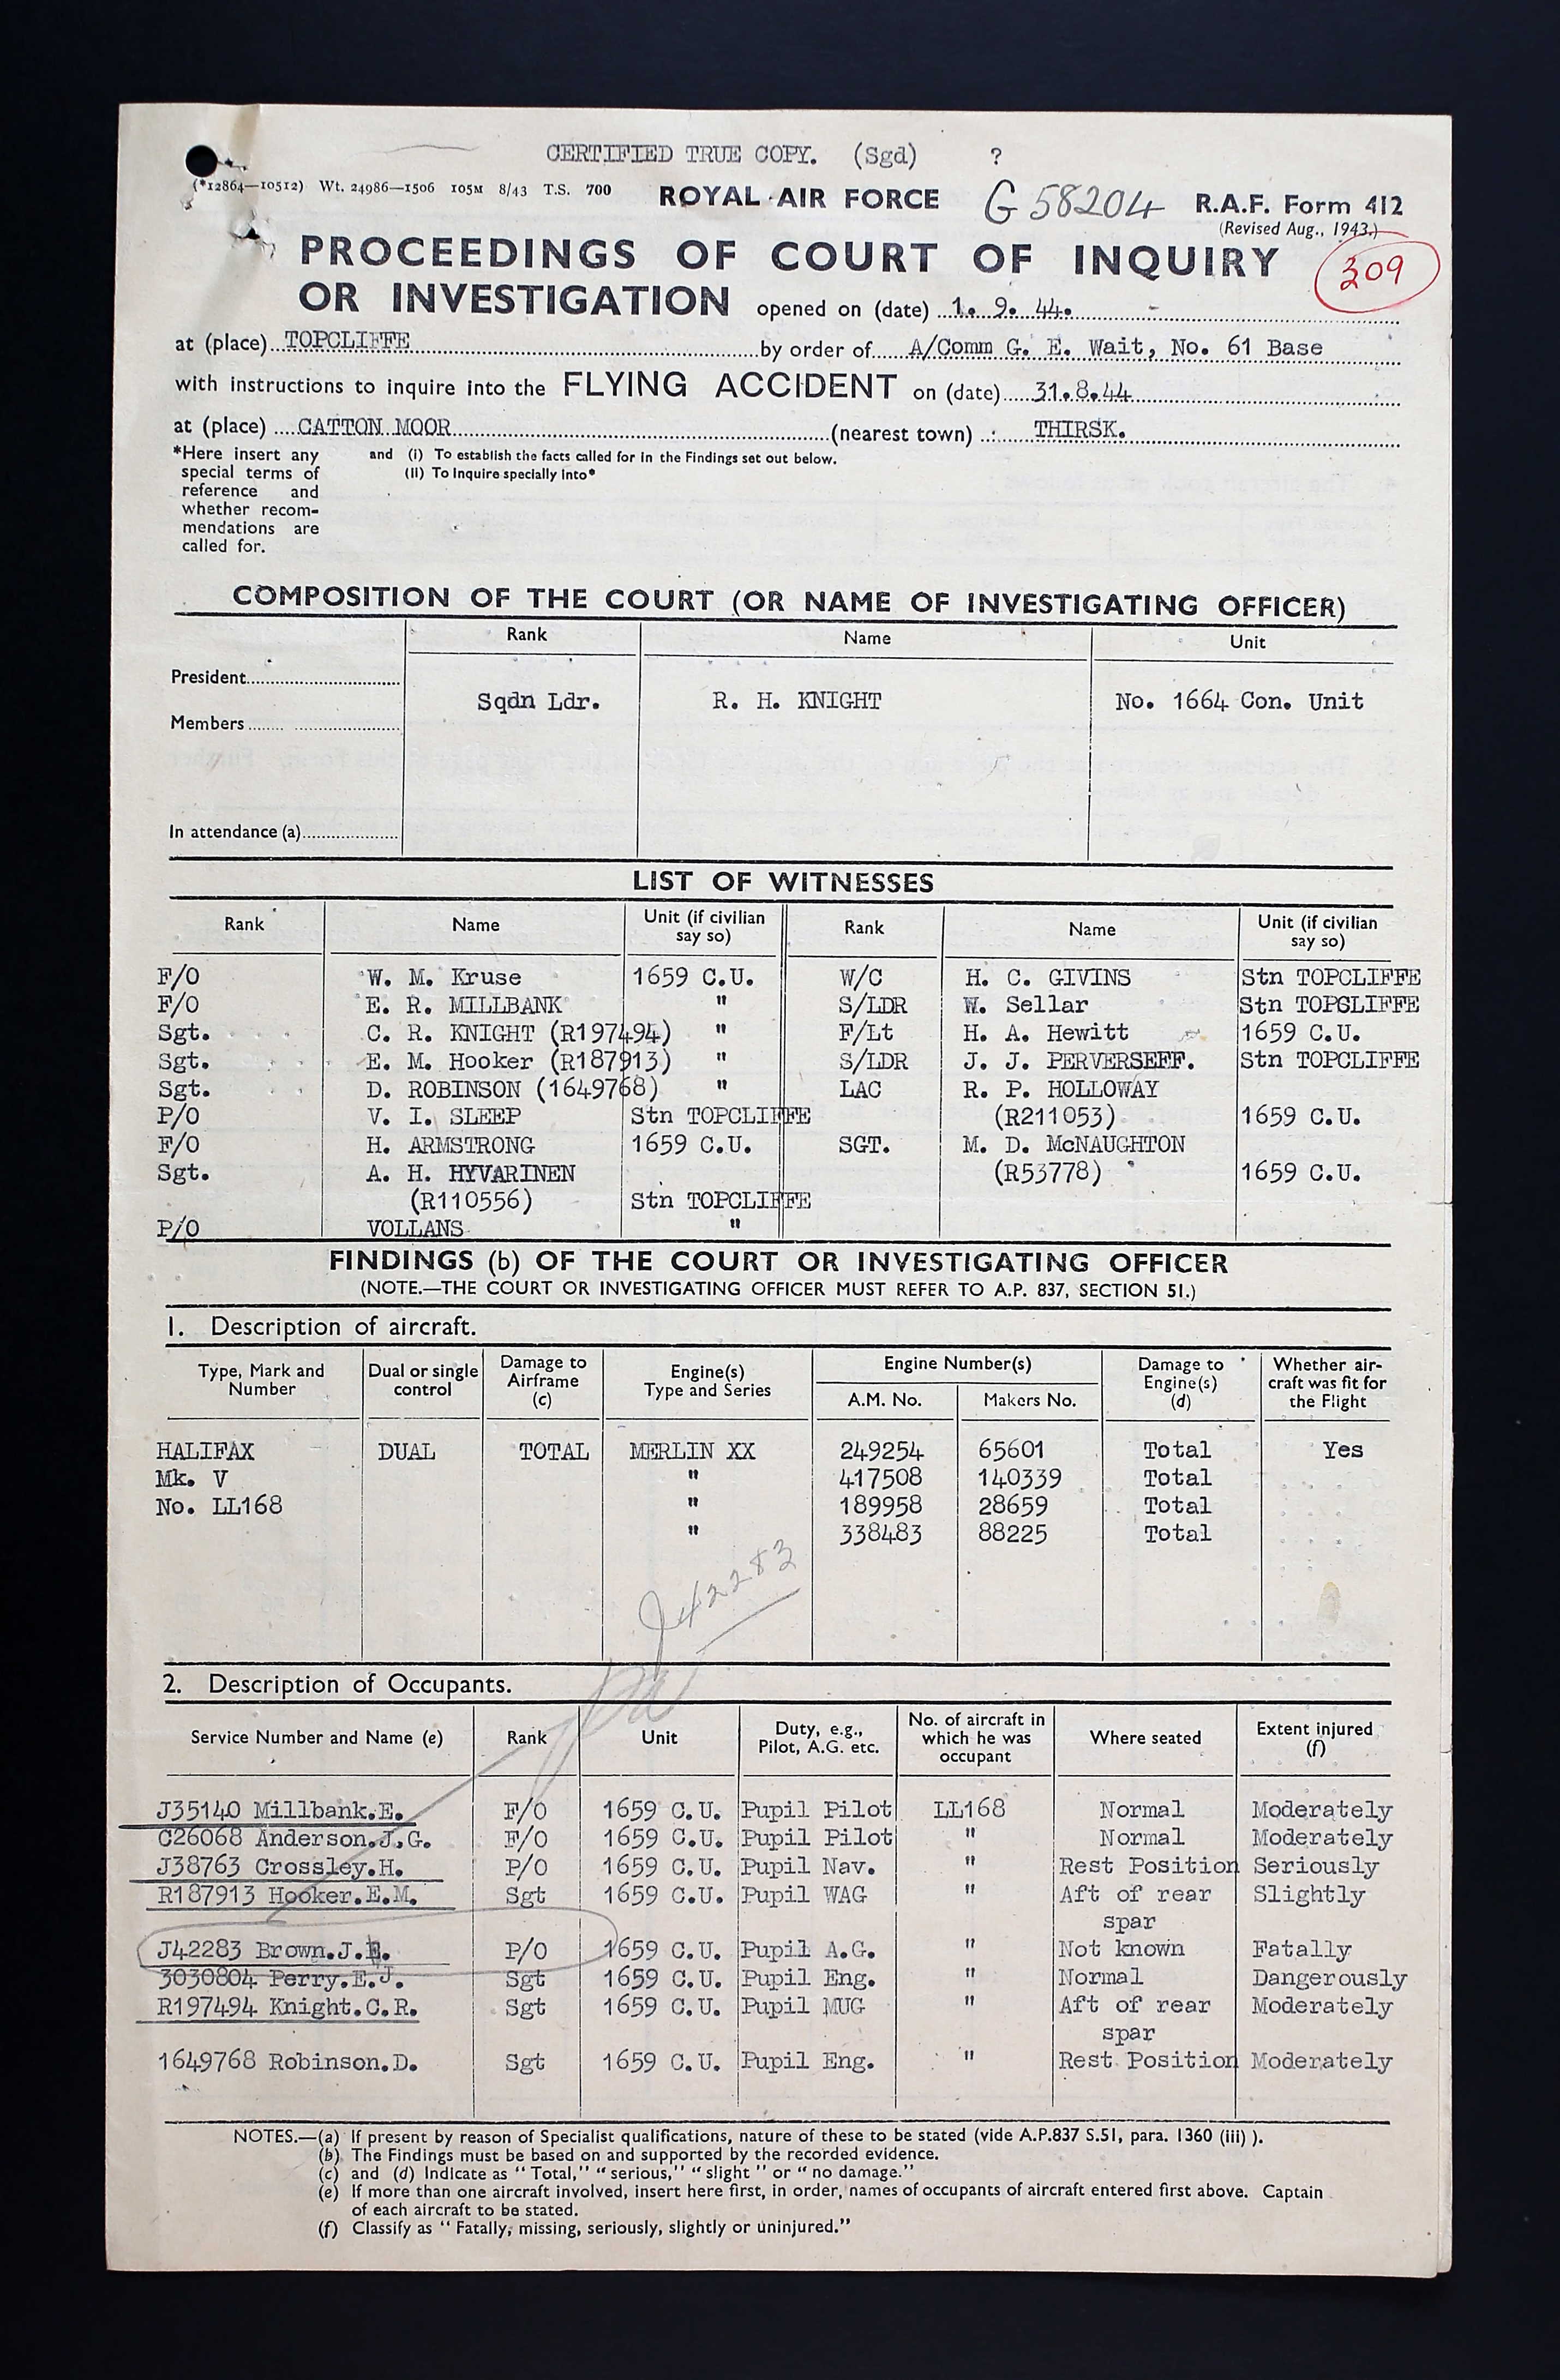 CERTIFIED TRUE COPY. (Sgd) ?
(*12864—10512) Wt. 24986—1506 105M 8/43 T.S. 700 ROYAL AIR FORCE G 58204 R.A.F. Form 412
(Revised Aug., 1943.)
PROCEEDINGS OF COURT OF INQUIRY
309
OR INVESTIGATION opened on (date) 1. 9. 44.
at (place) TOPCLIFFE by order of A/Comm G. E. Wait, No. 61 Base
with instructions to inquire into the FLYING ACCIDENT on (date) 31.8.44
at (place) CATTON MOOR (nearest town) THIRSK.
*Here insert any and (i) To establish the facts called for in the Findings set out below.
special terms of (ii) To Inquire specially into*
reference and
whether recom-
mendations are
called for.
COMPOSITION OF THE COURT (OR NAME OF INVESTIGATING OFFICER)
Rank Name Unit
President
Sqdn Ldr. R. H. KNIGHT No. 1664 Con. Unit
Members
In attendance (a)
LIST OF WITNESSES
Rank Name Unit (if civilian say so) Rank Name Unit (if civilian say so)
F/O W. M. Kruse 1659 C.U. W/C H. C. GIVINS Stn TOPCLIFFE
F/O E. R. MILLBANK " S/LDR W. Sellar Stn TOPGLIFFE
Sgt. C. R. KNIGHT (R197494) " F/Lt H. A. Hewitt 1659 C.U.
Sgt. E. M. Hooker (R187913) " S/LDR J. J. PERVERSEFF. Stn TOPCLIFFE
Sgt. D. ROBINSON (1649768) " LAC R. P. HOLLOWAY
P/O V. I. SLEEP Stn TOPCLIFFE (R211053) 1659 C.U.
F/O H. ARMSTRONG 1659 C.U. SGT. M. D. McNAUGHTON
Sgt. A. H. HYVARINEN (R53778) 1659 C.U.
(R110556) Stn TOPCLIFFE
P/O VOLLANS "
FINDINGS (b) OF THE COURT OR INVESTIGATING OFFICER
(NOTE.—THE COURT OR INVESTIGATING OFFICER MUST REFER TO A.P. 837, SECTION 51.)
1. Description of aircraft.
Type, Mark and Number Dual or single control Damage to Airframe (c) Engine(s) Type and Series Engine Number(s) Damage to Engine(s) (d) Whether air-craft was fit for the Flight
A.M. No. Makers No.
HALIFAX DUAL TOTAL MERLIN XX 249254 65601 Total Yes
Mk. V " 417508 140339 Total
No. LL168 " 189958 28659 Total
" 338483 88225 Total
J42283
2. Description of Occupants.
Service Number and Name (e) Rank Unit Duty, e.g., Pilot, A.G. etc. No. of aircraft in which he was occupant Where seated Extent injured (f)
J35140 Millbank.E. F/O 1659 C.U. Pupil Pilot LL168 Normal Moderately
C26068 Anderson.J.G. F/O 1659 C.U. Pupil Pilot " Normal Moderately
J38763 Crossley.H. P/O 1659 C.U. Pupil Nav. " Rest Position Seriously
R187913 Hooker.E.M. Sgt 1659 C.U. Pupil WAG " Aft of rear Slightly
spar
J42283 Brown.J.E. P/O 1659 C.U. Pupil A.G. " Not known Fatally
3030804 Perry.E.J. Sgt 1659 C.U. Pupil Eng. " Normal Dangerously
R197494 Knight.C.R. Sgt 1659 C.U. Pupil MUG " Aft of rear Moderately
spar
1649768 Robinson.D. Sgt 1659 C.U. Pupil Eng. " Rest Position Moderately
NOTES.—(a) If present by reason of Specialist qualifications, nature of these to be stated (vide A.P.837 S.51, para. 1360 (iii) ).
(b) The Findings must be based on and supported by the recorded evidence.
(c) and (d) Indicate as "Total," "serious," "slight" or "no damage."
(e) If more than one aircraft involved, insert here first, in order, names of occupants of aircraft entered first above. Captain
of each aircraft to be stated.
(f) Classify as "Fatally, missing, seriously, slightly or uninjured."